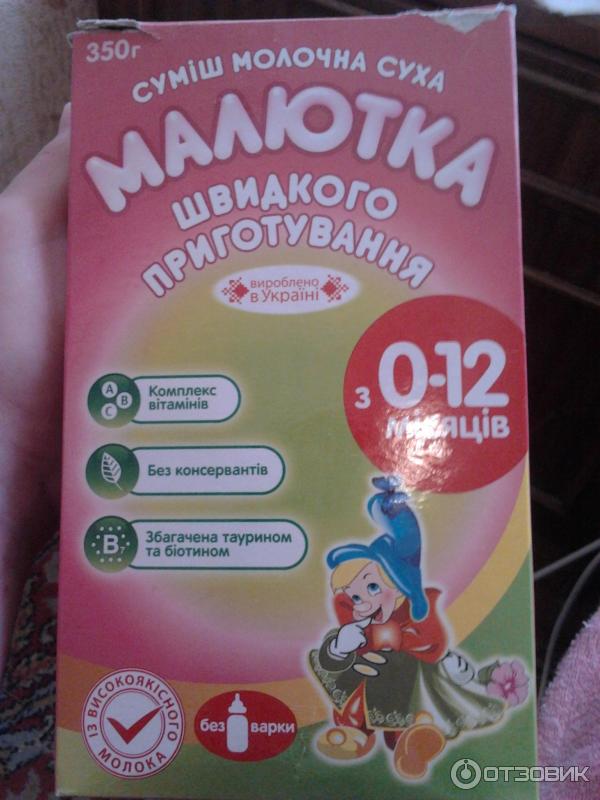 350г
СУМІШ МОЛОЧНА СУХА
МАЛЮТКА
ШВИДКОГО
ПРИГОТУВАННЯ
вироблено
в Україні
з 0-12
місяців
А В С
Комплекс
вітамінів
Без консервантів
В7
Збагачена таурином
та біотином
ІЗ ВИСОКОЯКІСНОГО
МОЛОКА
без варки
ОТЗОВИК